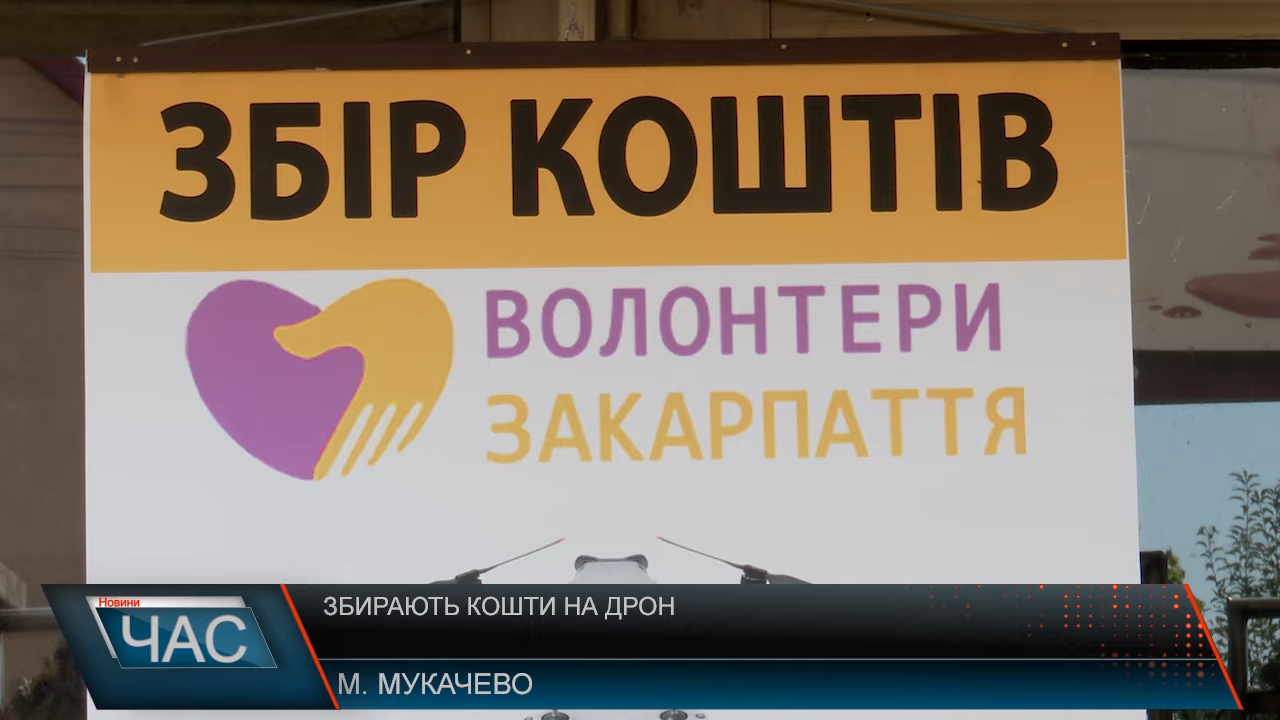 ЗБІР КОШТІВ
ВОЛОНТЕРИ
ЗАКАРПАТТЯ
Новини
ЧАС
ЗБИРАЮТЬ КОШТИ НА ДРОН
М. МУКАЧЕВО